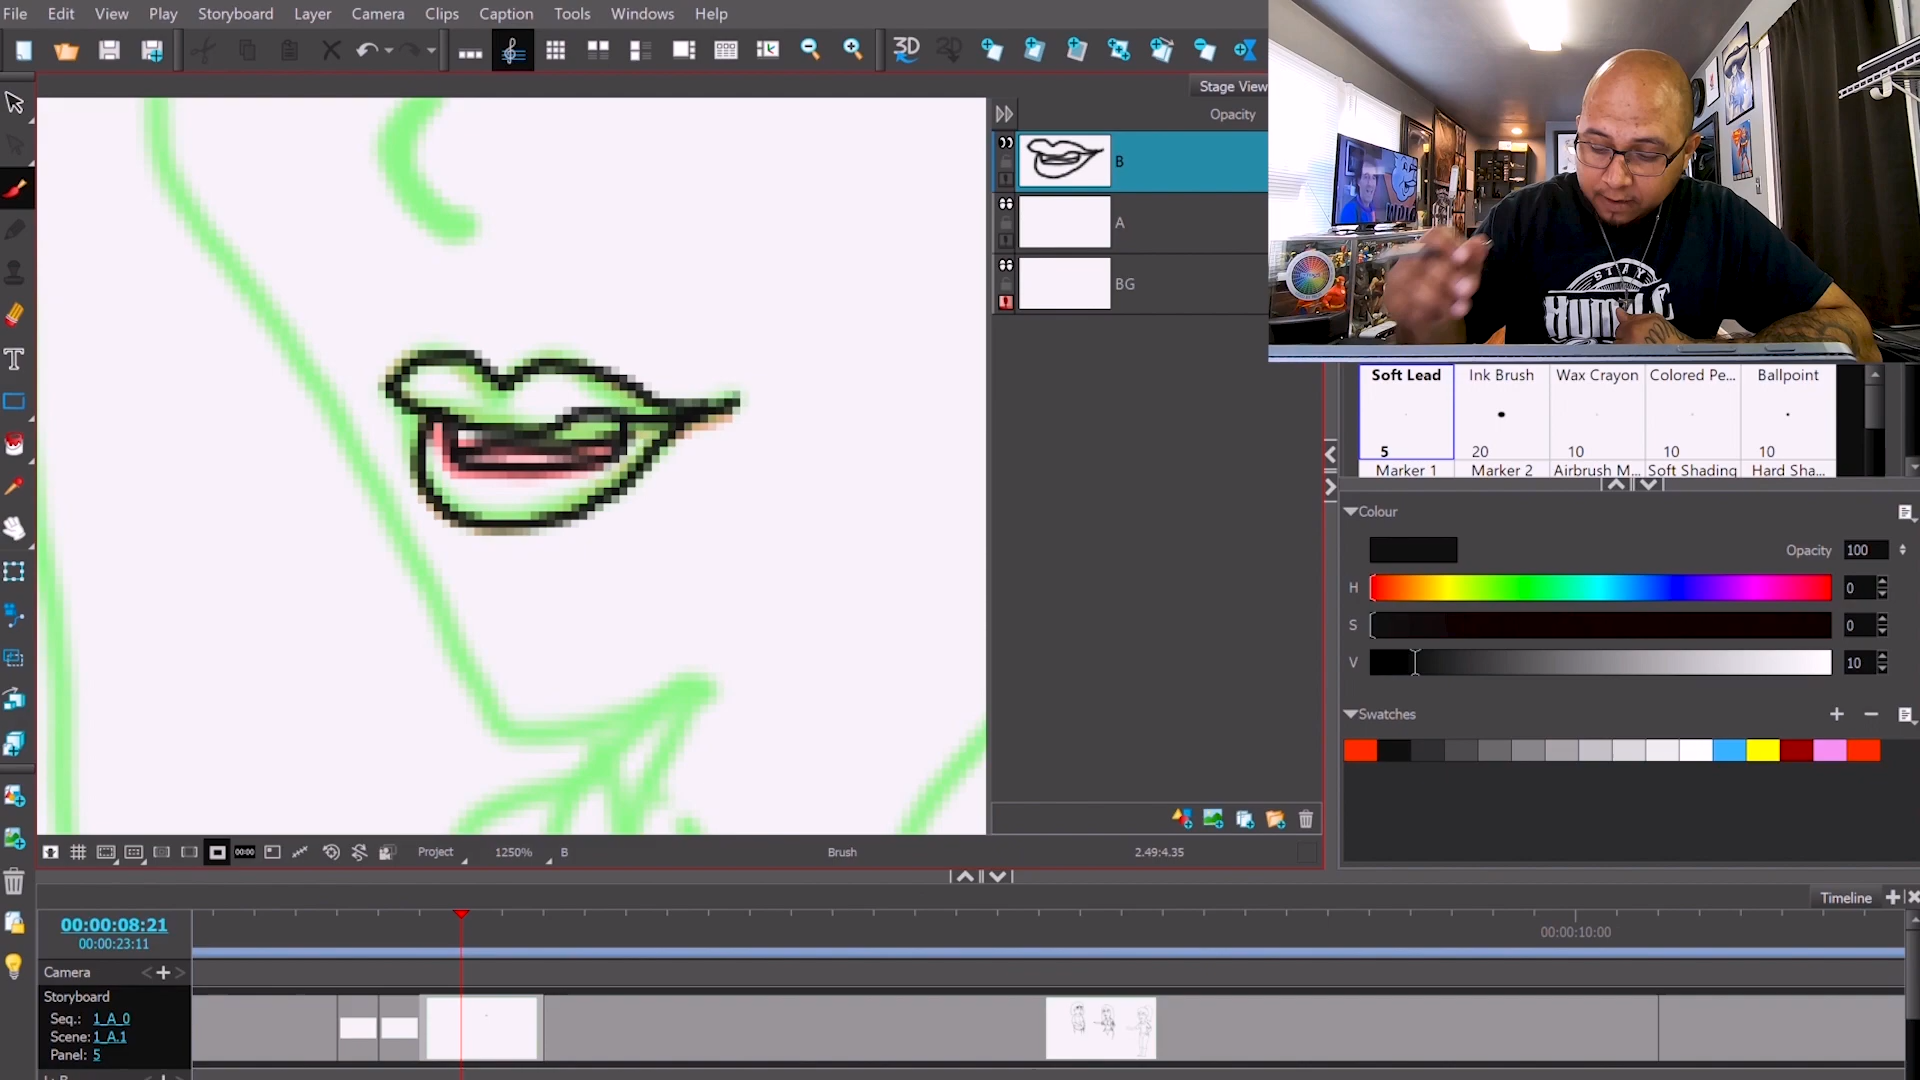 File Edit View Play Storyboard Layer Camera Clips Caption Tools Windows Help
3D
Stage View
Opacity
B
A
BG
STAY
HUMBLE
Soft Lead Ink Brush Wax Crayon Colored Pe... Ballpoint
5 20 10 10 10
Marker 1 Marker 2 Airbrush M... Soft Shading Hard Sha...
Colour
Opacity 100
H 0
S 0
V 10
Swatches
Project 1250% B Brush 2.49:4.35
Timeline
00:00:08:21
00:00:23:11
00:00:10:00
Camera
Storyboard
Seq.: 1_A_0
Scene: 1_A.1
Panel: 5